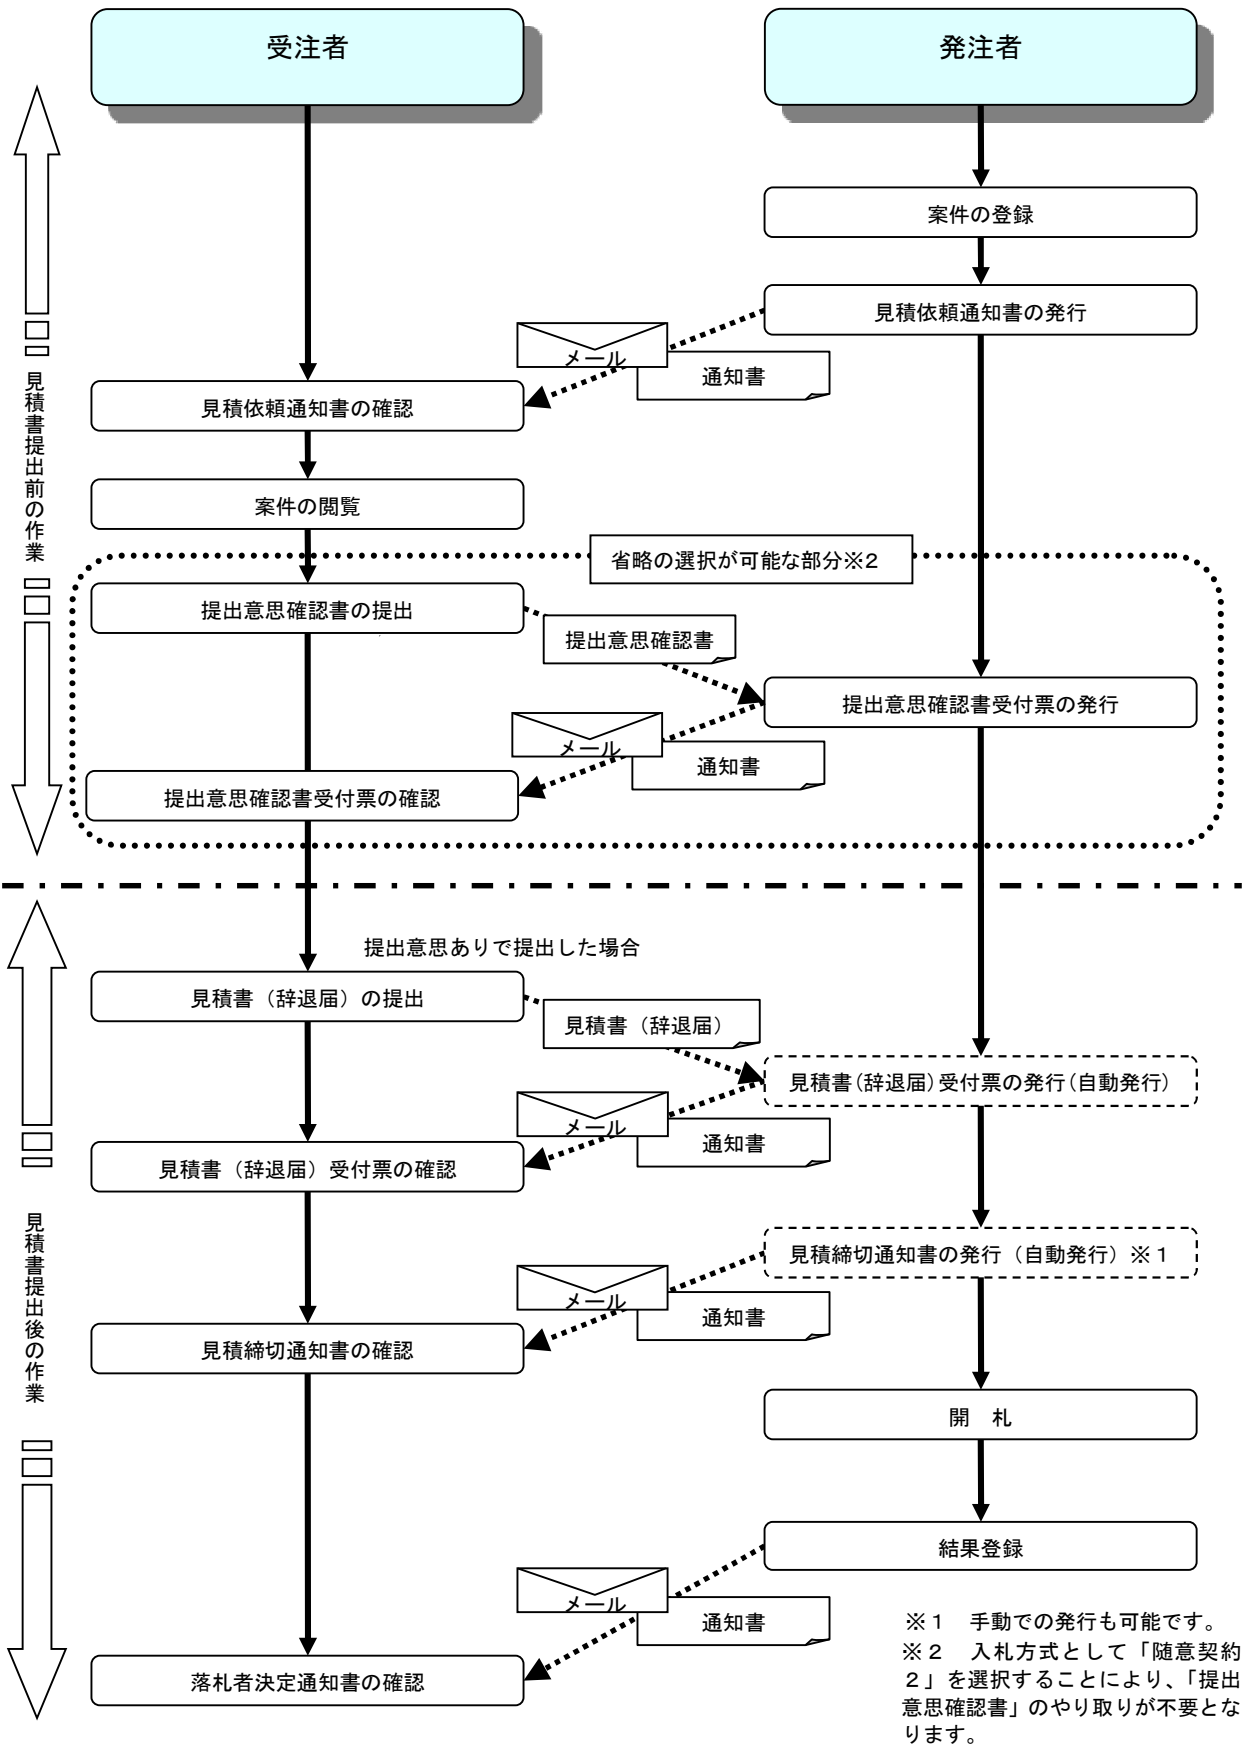 受注者
発注者
案件の登録
見積依頼通知書の発行
メール
通知書
見積依頼通知書の確認
案件の閲覧
見積書提出前の作業
省略の選択が可能な部分※2
提出意思確認書の提出
提出意思確認書
提出意思確認書受付票の発行
メール
通知書
提出意思確認書受付票の確認
提出意思ありで提出した場合
見積書（辞退届）の提出
見積書（辞退届）
見積書(辞退届)受付票の発行(自動発行)
メール
通知書
見積書（辞退届）受付票の確認
見積書提出後の作業
見積締切通知書の発行（自動発行）※１
メール
通知書
見積締切通知書の確認
開　札
結果登録
メール
通知書
落札者決定通知書の確認
※１　手動での発行も可能です。
※２　入札方式として「随意契約
２」を選択することにより、「提出
意思確認書」のやり取りが不要とな
ります。